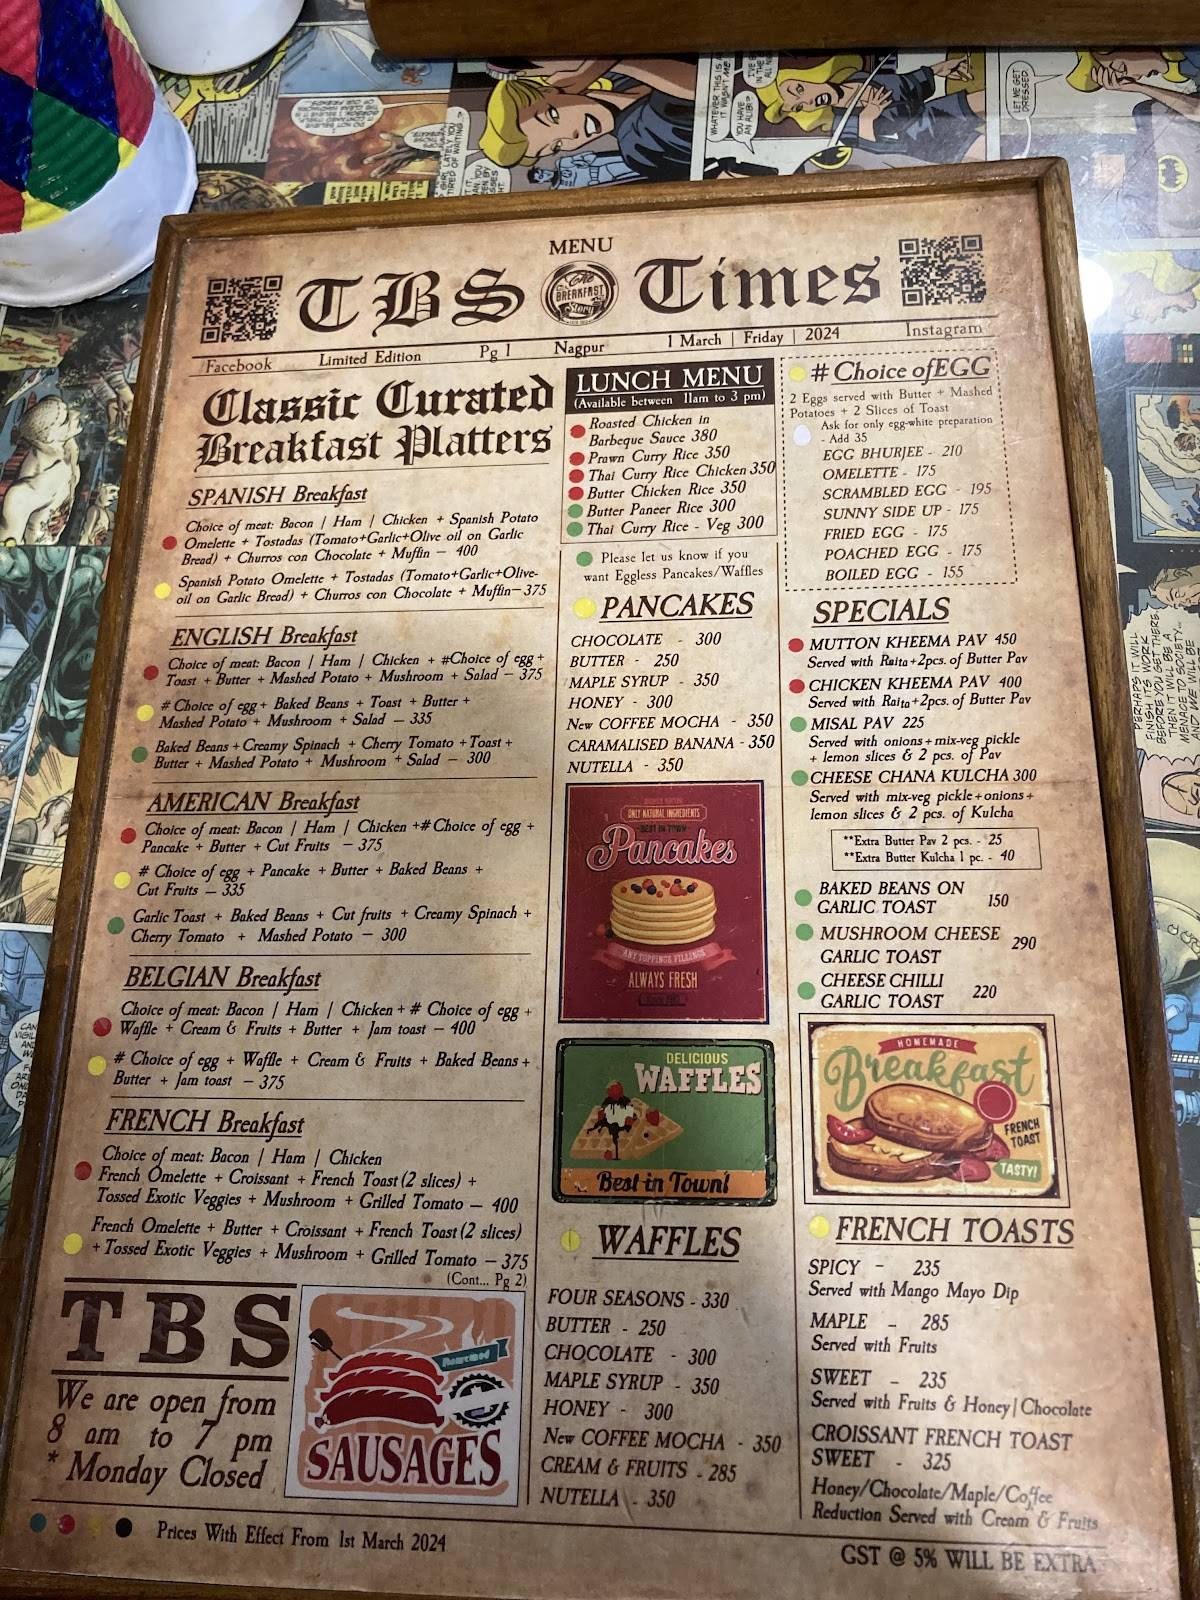 MENU
TBS Times
The
BREAKFAST
Story
Facebook Limited Edition Pg 1 Nagpur 1 March | Friday | 2024 Instagram
Classic Curated
Breakfast Platters
SPANISH Breakfast
Choice of meat: Bacon | Ham | Chicken + Spanish Potato
Omelette + Tostadas (Tomato+Garlic+Olive oil on Garlic
Bread) + Churros con Chocolate + Muffin — 400
Spanish Potato Omelette + Tostadas (Tomato+Garlic+Olive-
oil on Garlic Bread) + Churros con Chocolate + Muffin—375
ENGLISH Breakfast
Choice of meat: Bacon | Ham | Chicken + #Choice of egg +
Toast + Butter + Mashed Potato + Mushroom + Salad — 375
# Choice of egg + Baked Beans + Toast + Butter +
Mashed Potato + Mushroom + Salad — 335
Baked Beans + Creamy Spinach + Cherry Tomato + Toast +
Butter + Mashed Potato + Mushroom + Salad — 300
AMERICAN Breakfast
Choice of meat: Bacon | Ham | Chicken +# Choice of egg +
Pancake + Butter + Cut Fruits — 375
# Choice of egg + Pancake + Butter + Baked Beans +
Cut Fruits — 335
Garlic Toast + Baked Beans + Cut fruits + Creamy Spinach +
Cherry Tomato + Mashed Potato — 300
BELGIAN Breakfast
Choice of meat: Bacon | Ham | Chicken + # Choice of egg +
Waffle + Cream & Fruits + Butter + Jam toast — 400
# Choice of egg + Waffle + Cream & Fruits + Baked Beans +
Butter + Jam toast — 375
FRENCH Breakfast
Choice of meat: Bacon | Ham | Chicken
French Omelette + Croissant + French Toast (2 slices) +
Tossed Exotic Veggies + Mushroom + Grilled Tomato — 400
French Omelette + Butter + Croissant + French Toast (2 slices)
+ Tossed Exotic Veggies + Mushroom + Grilled Tomato — 375
(Cont... Pg 2)
TBS
We are open from
8 am to 7 pm
* Monday Closed
SAUSAGES
LUNCH MENU
(Available between 11am to 3 pm)
Roasted Chicken in
Barbeque Sauce 380
Prawn Curry Rice 350
Thai Curry Rice Chicken 350
Butter Chicken Rice 350
Butter Paneer Rice 300
Thai Curry Rice - Veg 300
Please let us know if you
want Eggless Pancakes/Waffles
PANCAKES
CHOCOLATE - 300
BUTTER - 250
MAPLE SYRUP - 350
HONEY - 300
New COFFEE MOCHA - 350
CARAMALISED BANANA - 350
NUTELLA - 350
ONLY NATURAL INGREDIENTS
BEST IN TOWN
Pancakes
ANY TOPPINGS FILLINGS
ALWAYS FRESH
DELICIOUS
WAFFLES
Best in Town!
WAFFLES
FOUR SEASONS - 330
BUTTER - 250
CHOCOLATE - 300
MAPLE SYRUP - 350
HONEY - 300
New COFFEE MOCHA - 350
CREAM & FRUITS - 285
NUTELLA - 350
# Choice of EGG
2 Eggs served with Butter + Mashed
Potatoes + 2 Slices of Toast
Ask for only egg-white preparation
- Add 35
EGG BHURJEE - 210
OMELETTE - 175
SCRAMBLED EGG - 195
SUNNY SIDE UP - 175
FRIED EGG - 175
POACHED EGG - 175
BOILED EGG - 155
SPECIALS
MUTTON KHEEMA PAV 450
Served with Raita+2pcs. of Butter Pav
CHICKEN KHEEMA PAV 400
Served with Raita+2pcs. of Butter Pav
MISAL PAV 225
Served with onions+mix-veg pickle
+ lemon slices & 2 pcs. of Pav
CHEESE CHANA KULCHA 300
Served with mix-veg pickle+onions+
lemon slices & 2 pcs. of Kulcha
**Extra Butter Pav 2 pcs. - 25
**Extra Butter Kulcha 1 pc. - 40
BAKED BEANS ON
GARLIC TOAST 150
MUSHROOM CHEESE
GARLIC TOAST 290
CHEESE CHILLI
GARLIC TOAST 220
HOMEMADE
Breakfast
FRENCH
TOAST
TASTY!
FRENCH TOASTS
SPICY - 235
Served with Mango Mayo Dip
MAPLE - 285
Served with Fruits
SWEET - 235
Served with Fruits & Honey|Chocolate
CROISSANT FRENCH TOAST
SWEET - 325
Honey/Chocolate/Maple/Coffee
Reduction Served with Cream & Fruits
Prices With Effect From 1st March 2024
GST @ 5% WILL BE EXTRA
LET ME GET
DRESSED.
PERHAPS IT WILL
FINISH ITS WORK
BEFORE YOU GET THERE.
THEN IT WILL BE A
MENACE TO SOCIETY...